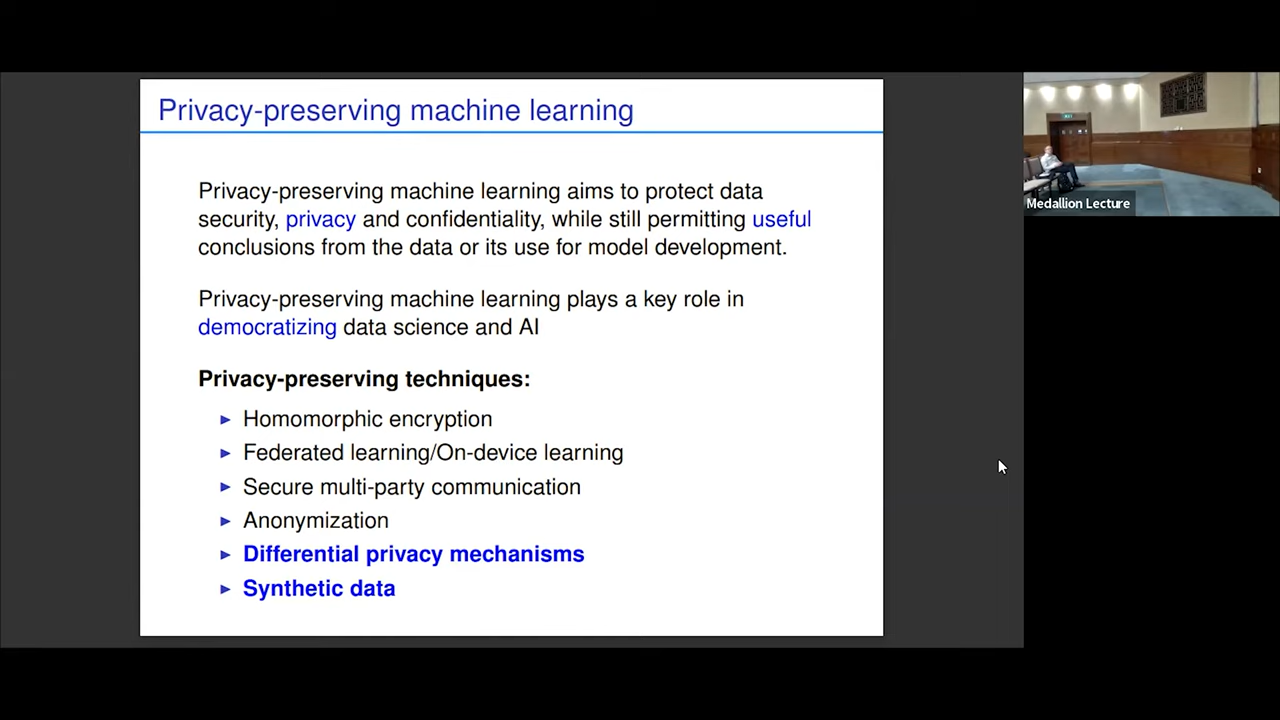 Privacy-preserving machine learning
Privacy-preserving machine learning aims to protect data
security, privacy and confidentiality, while still permitting useful
conclusions from the data or its use for model development.
Privacy-preserving machine learning plays a key role in
democratizing data science and AI
Privacy-preserving techniques:
Homomorphic encryption
Federated learning/On-device learning
Secure multi-party communication
Anonymization
Differential privacy mechanisms
Synthetic data
Medallion Lecture